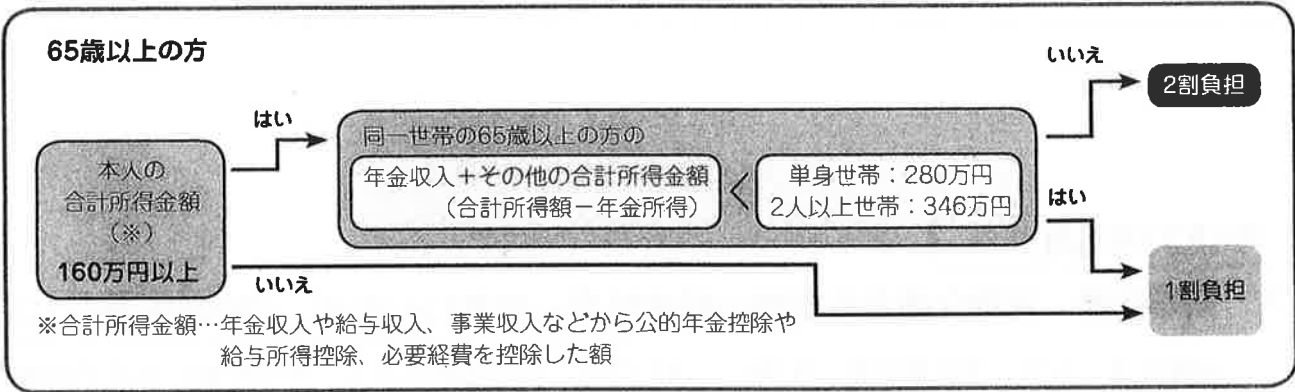 65歳以上の方
本人の
合計所得金額
（※）
160万円以上
はい
いいえ
同一世帯の65歳以上の方の
年金収入＋その他の合計所得金額
（合計所得額－年金所得）
＜
単身世帯：280万円
2人以上世帯：346万円
いいえ
2割負担
はい
1割負担
※合計所得金額…年金収入や給与収入、事業収入などから公的年金控除や
給与所得控除、必要経費を控除した額